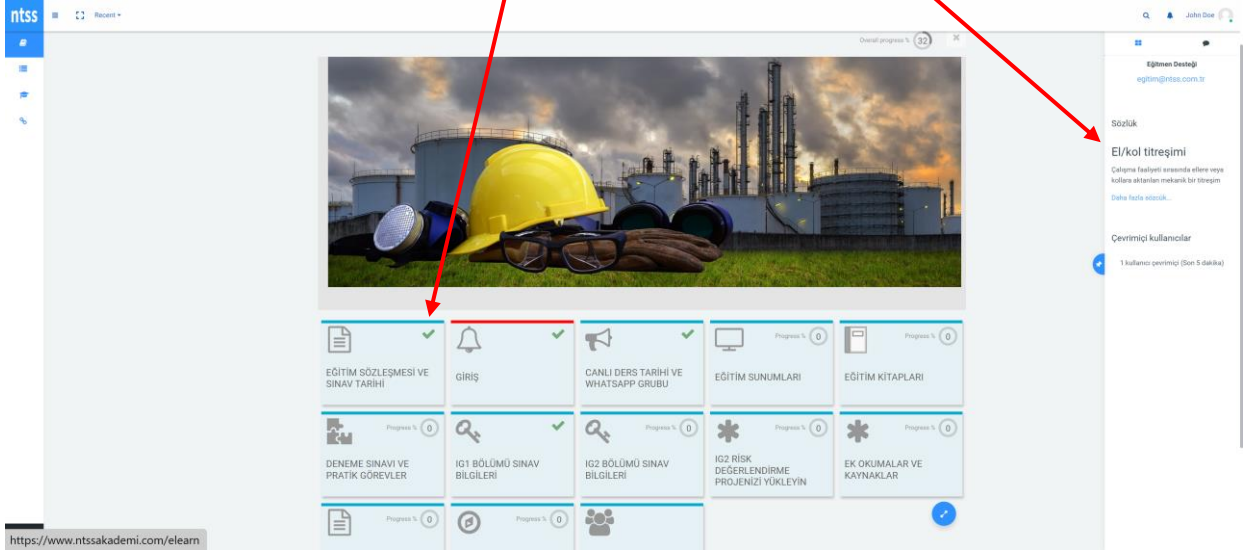 ntss
Recent
John Doe
Overall progress % 32
Eğitmen Desteği
egitim@ntss.com.tr
Sözlük
El/kol titreşimi
Çalışma faaliyeti sırasında ellere veya
kollara aktarılan mekanik bir titreşim
Daha fazla sözcük...
Çevrimiçi kullanıcılar
1 kullanıcı çevrimiçi (Son 5 dakika)
EĞİTİM SÖZLEŞMESİ VE
SINAV TARİHİ
GİRİŞ
CANLI DERS TARİHİ VE
WHATSAPP GRUBU
Progress % 0
EĞİTİM SUNUMLARI
Progress % 0
EĞİTİM KİTAPLARI
Progress % 0
DENEME SINAVI VE
PRATİK GÖREVLER
IG1 BÖLÜMÜ SINAV
BİLGİLERİ
Progress % 0
IG2 BÖLÜMÜ SINAV
BİLGİLERİ
Progress % 0
IG2 RİSK
DEĞERLENDİRME
PROJENİZİ YÜKLEYİN
Progress % 0
EK OKUMALAR VE
KAYNAKLAR
Progress % 0
Progress % 0
https://www.ntssakademi.com/elearn